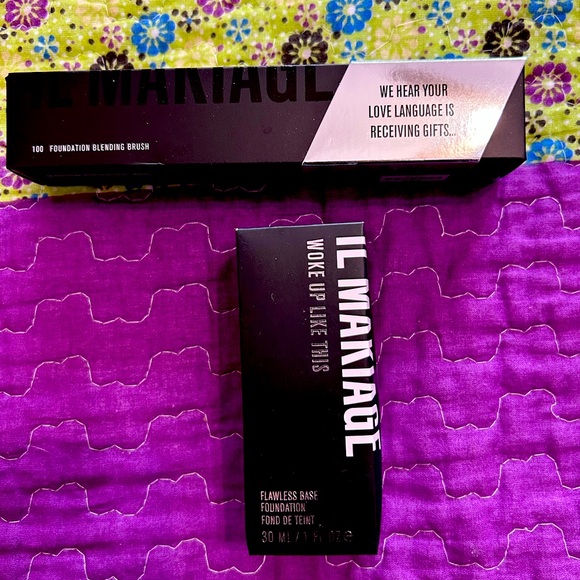 IL MAKIAGE
WE HEAR YOUR
LOVE LANGUAGE IS
RECEIVING GIFTS...
100 FOUNDATION BLENDING BRUSH
IL MAKIAGE
WOKE UP LIKE THIS
FLAWLESS BASE
FOUNDATION
FOND DE TEINT
30 ML / 1 FL OZ ℮